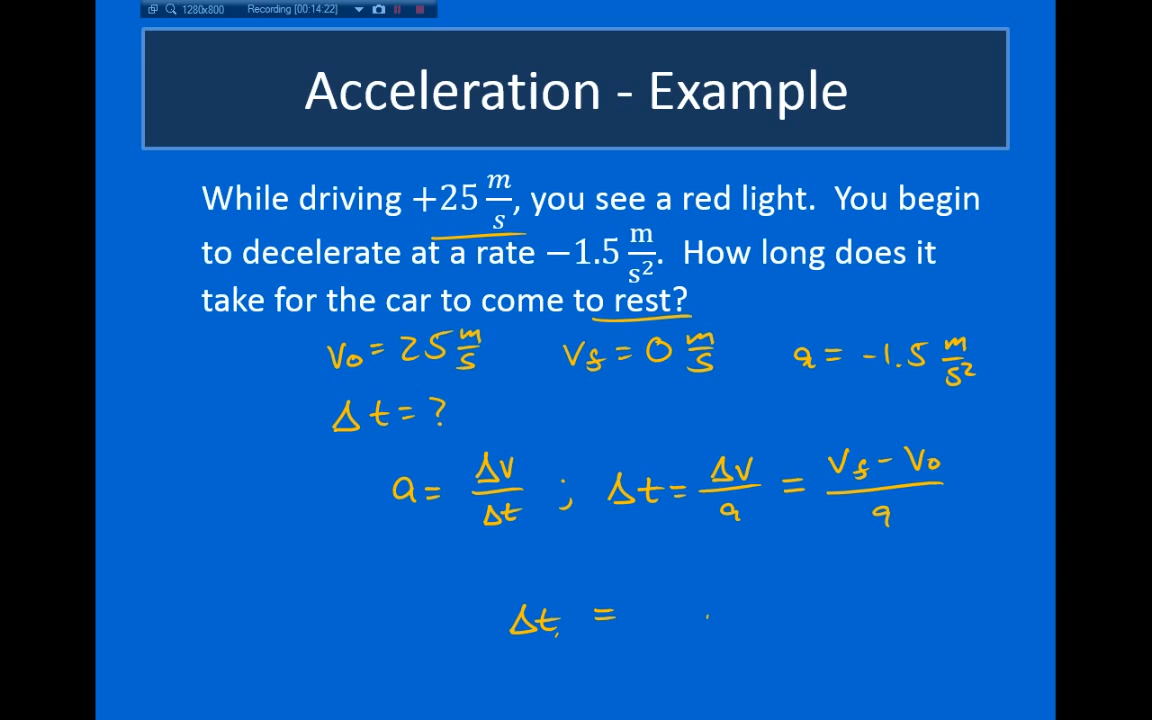 1280x800 Recording [00:14:22]
Acceleration - Example
While driving +25 m/s, you see a red light. You begin
to decelerate at a rate −1.5 m/s². How long does it
take for the car to come to rest?
v₀ = 25 m/s vf = 0 m/s a = -1.5 m/s²
Δt = ?
a = Δv/Δt ; Δt = Δv/a = (vf - v₀)/a
Δt =